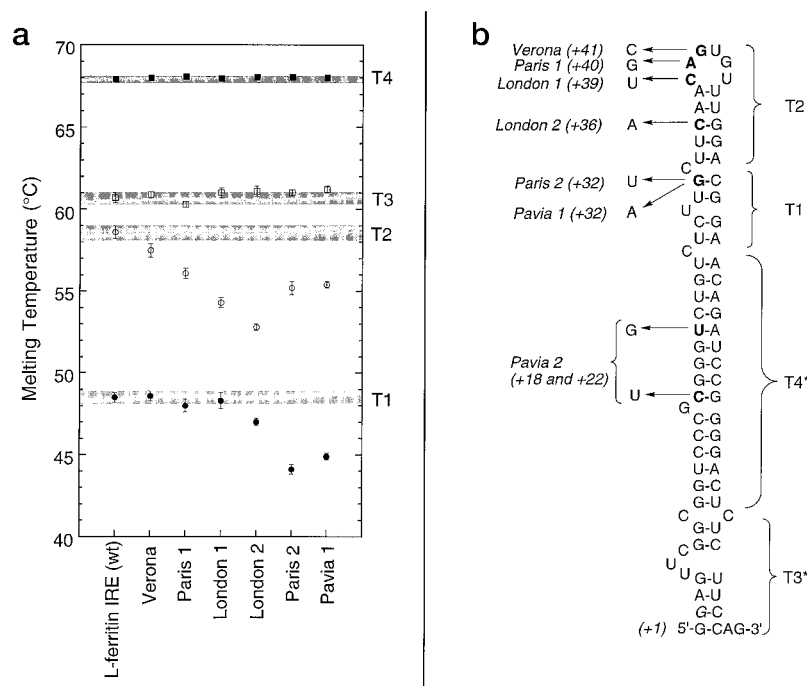 a
70
65
60
55
50
45
40
Melting Temperature (°C)
T4
T3
T2
T1
L-ferritin IRE (wt)
Verona
Paris 1
London 1
London 2
Paris 2
Pavia 1
b
Verona (+41) C G U
Paris 1 (+40) G A G
London 1 (+39) U C U
A-U
A-U
T2
London 2 (+36) A C-G
U-G
U-A
C
Paris 2 (+32) U G-C
U-G
Pavia 1 (+32) A U
T1
C-G
U-A
C
U-A
G-C
U-A
C-G
G U-A
G-U
Pavia 2
(+18 and +22)
G-C
G-C
T4*
U C-G
G
C-G
C-G
C-G
U-A
G-C
G-U
C C
G-U
G-C
C
U
U
G-U
T3*
A-U
G-C
(+1) 5'-G-CAG-3'